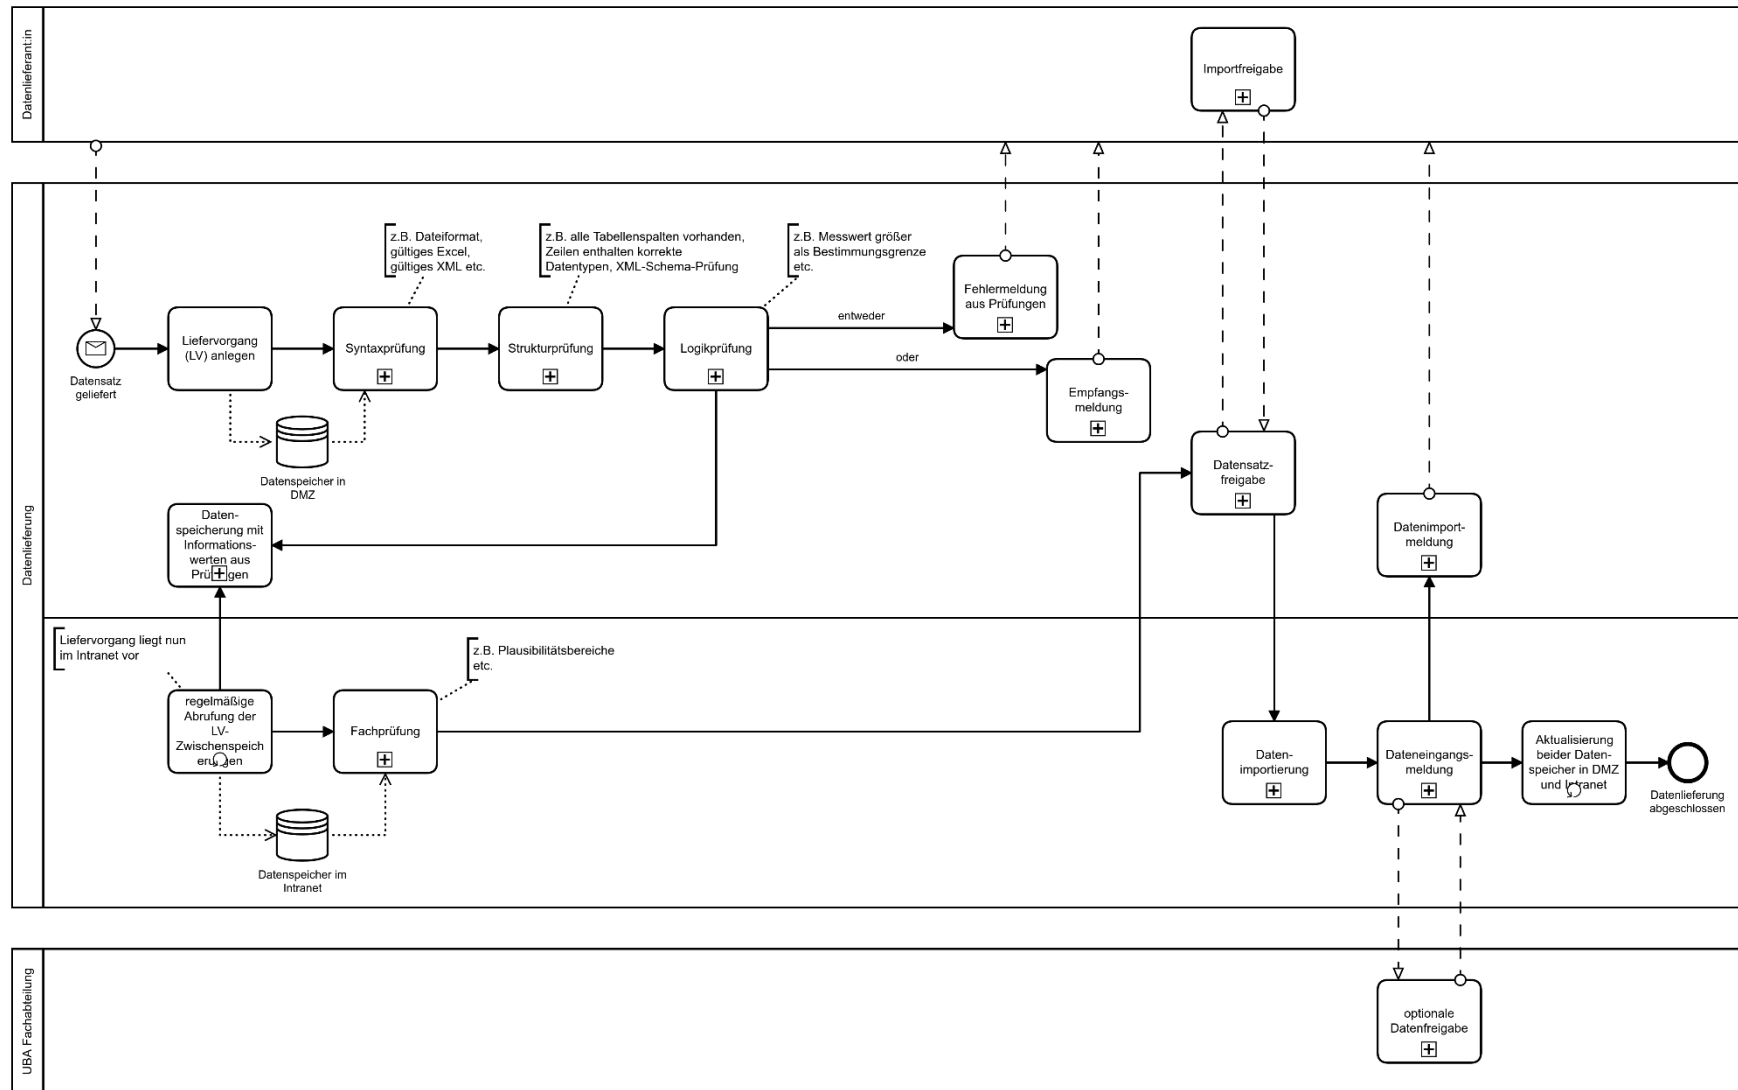 Datenlieferant:in
Importfreigabe
Datenlieferung
z.B. Dateiformat,
gültiges Excel,
gültiges XML etc.
z.B. alle Tabellenspalten vorhanden,
Zeilen enthalten korrekte
Datentypen, XML-Schema-Prüfung
z.B. Messwert größer
als Bestimmungsgrenze
etc.
Datensatz
geliefert
Liefervorgang
(LV) anlegen
Syntaxprüfung
Strukturprüfung
Logikprüfung
entweder
oder
Fehlermeldung
aus Prüfungen
Empfangs-
meldung
Datenspeicher in
DMZ
Datensatz-
freigabe
Daten-
speicherung mit
Informations-
werten aus
Prüfungen
Datenimport-
meldung
Liefervorgang liegt nun
im Intranet vor
z.B. Plausibilitätsbereiche
etc.
regelmäßige
Abrufung der
LV-
Zwischenspeich
erungen
Fachprüfung
Datenspeicher im
Intranet
Daten-
importierung
Dateneingangs-
meldung
Aktualisierung
beider Daten-
speicher in DMZ
und Intranet
Datenlieferung
abgeschlossen
UBA Fachabteilung
optionale
Datenfreigabe